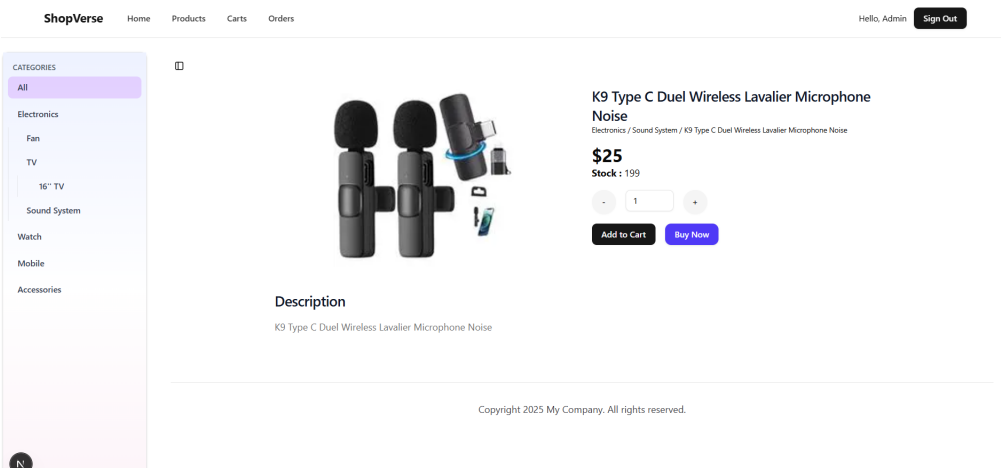 ShopVerse Home Products Carts Orders Hello, Admin Sign Out
CATEGORIES
All
Electronics
Fan
TV
16'' TV
Sound System
Watch
Mobile
Accessories
K9 Type C Duel Wireless Lavalier Microphone
Noise
Electronics / Sound System / K9 Type C Duel Wireless Lavalier Microphone Noise
$25
Stock : 199
- 1 +
Add to Cart Buy Now
Description
K9 Type C Duel Wireless Lavalier Microphone Noise
Copyright 2025 My Company. All rights reserved.
N